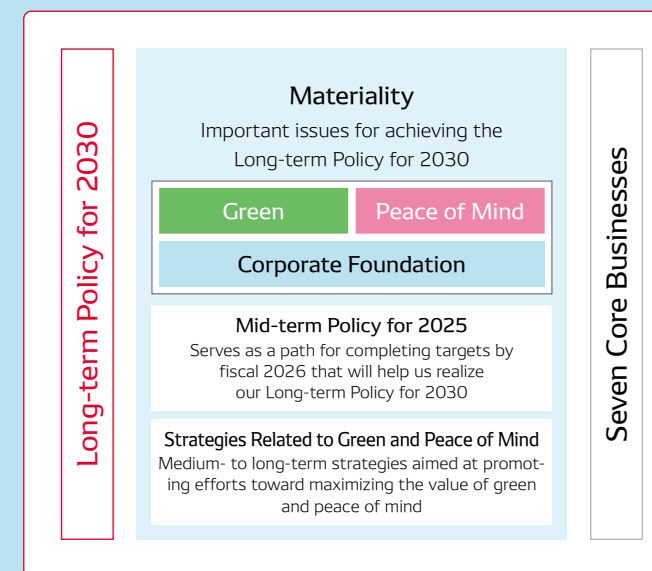 Long-term Policy for 2030
Materiality
Important issues for achieving the
Long-term Policy for 2030
Green
Peace of Mind
Corporate Foundation
Mid-term Policy for 2025
Serves as a path for completing targets by
fiscal 2026 that will help us realize
our Long-term Policy for 2030
Strategies Related to Green and Peace of Mind
Medium- to long-term strategies aimed at promot-
ing efforts toward maximizing the value of green
and peace of mind
Seven Core Businesses